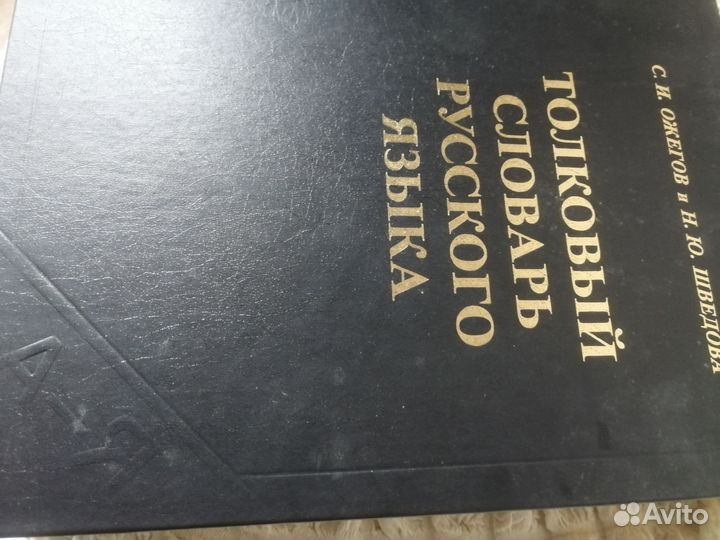 С. И. ОЖЕГОВ и Н. Ю. ШВЕДОВА
ТОЛКОВЫЙ
СЛОВАРЬ
РУССКОГО
ЯЗЫКА
А-Я
Avito